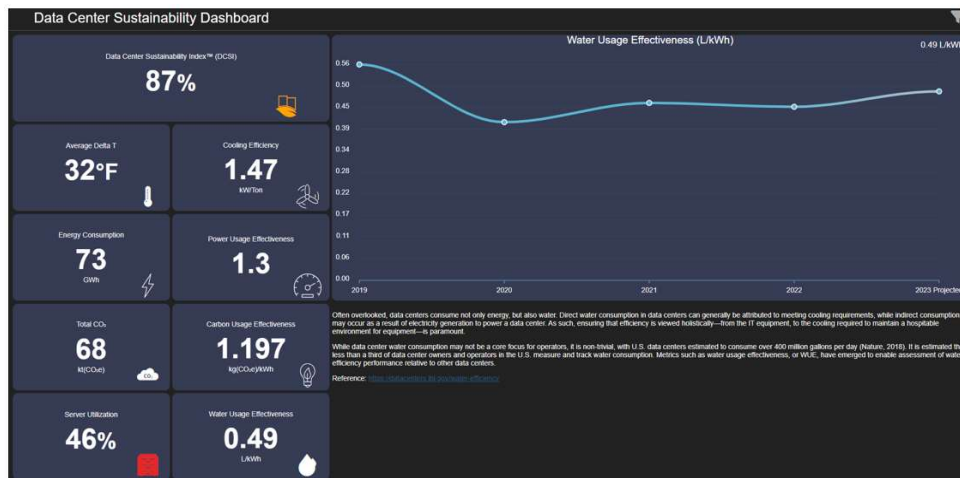 Data Center Sustainability Dashboard
Data Center Sustainability Index™ (DCSI)
87%
Average Delta T
32°F
Cooling Efficiency
1.47
kW/Ton
Energy Consumption
73
GWh
Power Usage Effectiveness
1.3
Total CO₂
68
kt(CO₂e)
CO₂
Carbon Usage Effectiveness
1.197
kg(CO₂e)/kWh
Server Utilization
46%
Water Usage Effectiveness
0.49
L/kWh
Water Usage Effectiveness (L/kWh)
0.49 L/kW
0.56
0.50
0.45
0.39
0.34
0.28
0.22
0.17
0.11
0.06
0.00
2019
2020
2021
2022
2023 Projected
Often overlooked, data centers consume not only energy, but also water. Direct water consumption in data centers can generally be attributed to meeting cooling requirements, while indirect consumption
may occur as a result of electricity generation to power a data center. As such, ensuring that efficiency is viewed holistically—from the IT equipment, to the cooling required to maintain a hospitable
environment for equipment—is paramount.
While data center water consumption may not be a core focus for operators, it is non-trivial, with U.S. data centers estimated to consume over 400 million gallons per day (Nature, 2018). It is estimated th
less than a third of data center owners and operators in the U.S. measure and track water consumption. Metrics such as water usage effectiveness, or WUE, have emerged to enable assessment of wate
efficiency performance relative to other data centers.
Reference: